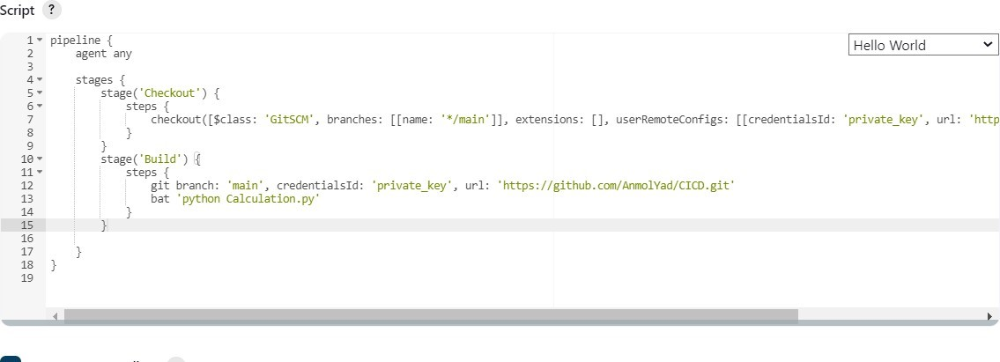 Script ?
Hello World
1 pipeline {
2     agent any
3
4     stages {
5         stage('Checkout') {
6             steps {
7                 checkout([$class: 'GitSCM', branches: [[name: '*/main']], extensions: [], userRemoteConfigs: [[credentialsId: 'private_key', url: 'http
8             }
9         }
10         stage('Build') {
11             steps {
12                 git branch: 'main', credentialsId: 'private_key', url: 'https://github.com/AnmolYad/CICD.git'
13                 bat 'python Calculation.py'
14             }
15         }
16
17     }
18 }
19